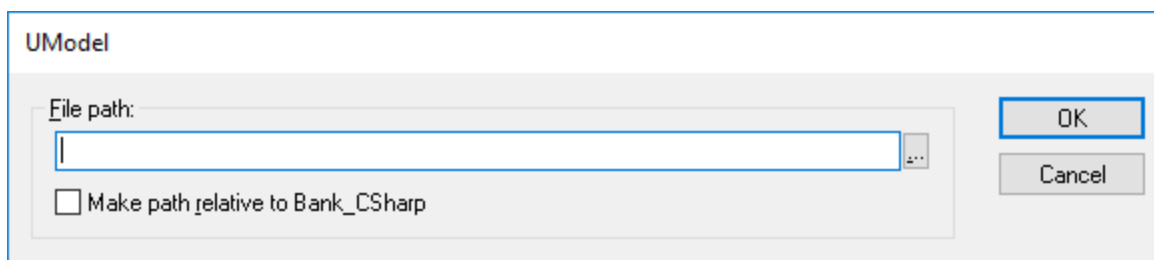 UModel
File path:
...
OK
Make path relative to Bank_CSharp
Cancel